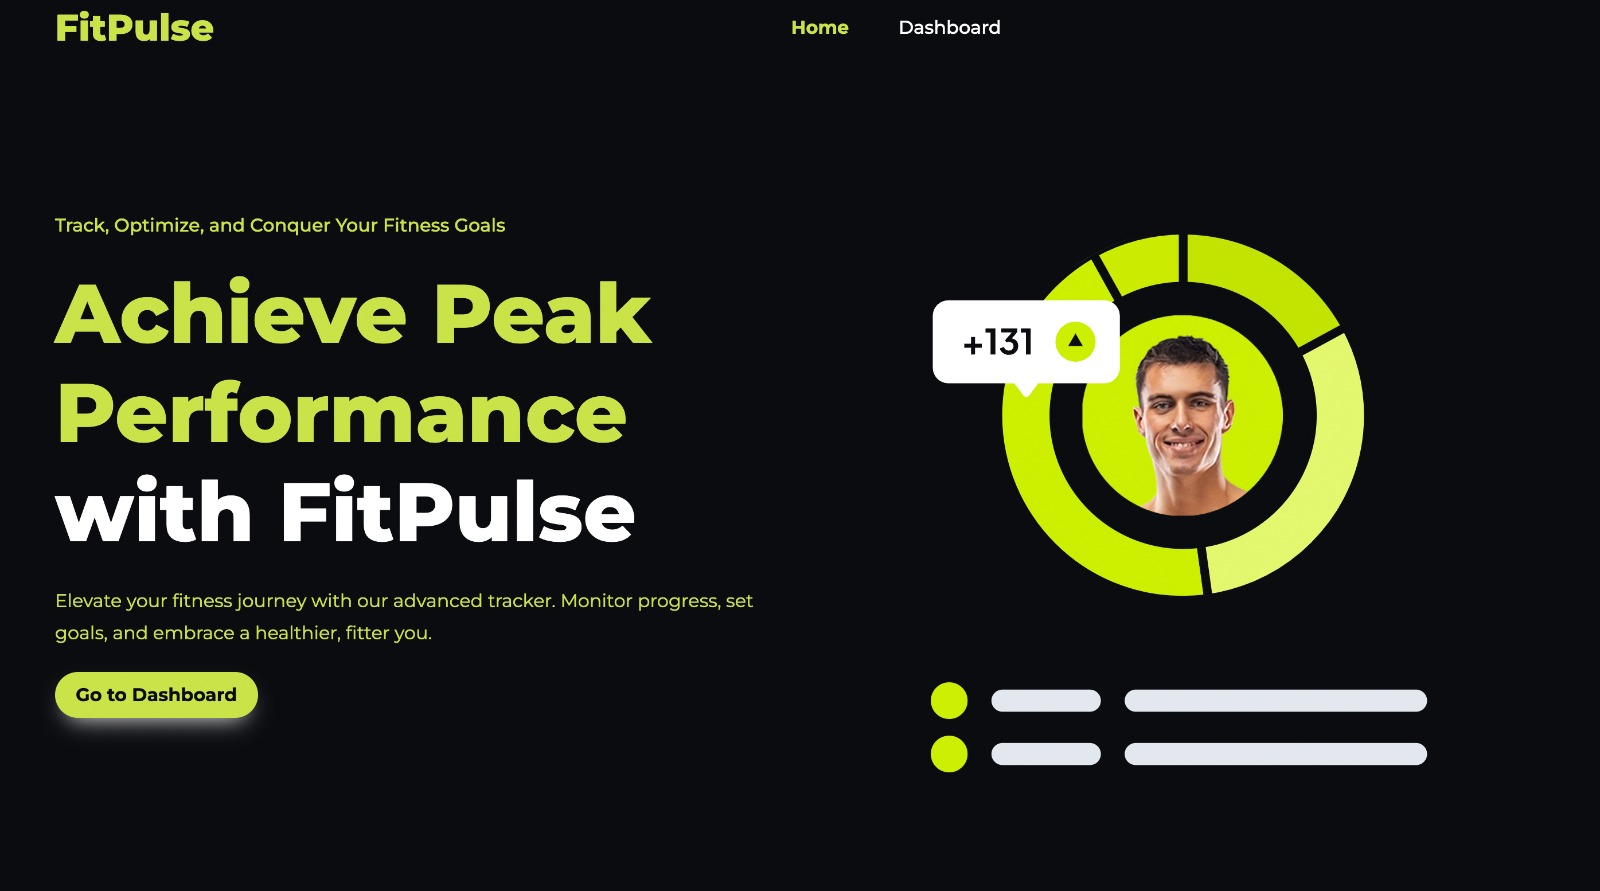 FitPulse
Home Dashboard
Track, Optimize, and Conquer Your Fitness Goals
Achieve Peak
Performance
with FitPulse
Elevate your fitness journey with our advanced tracker. Monitor progress, set
goals, and embrace a healthier, fitter you.
Go to Dashboard
+131